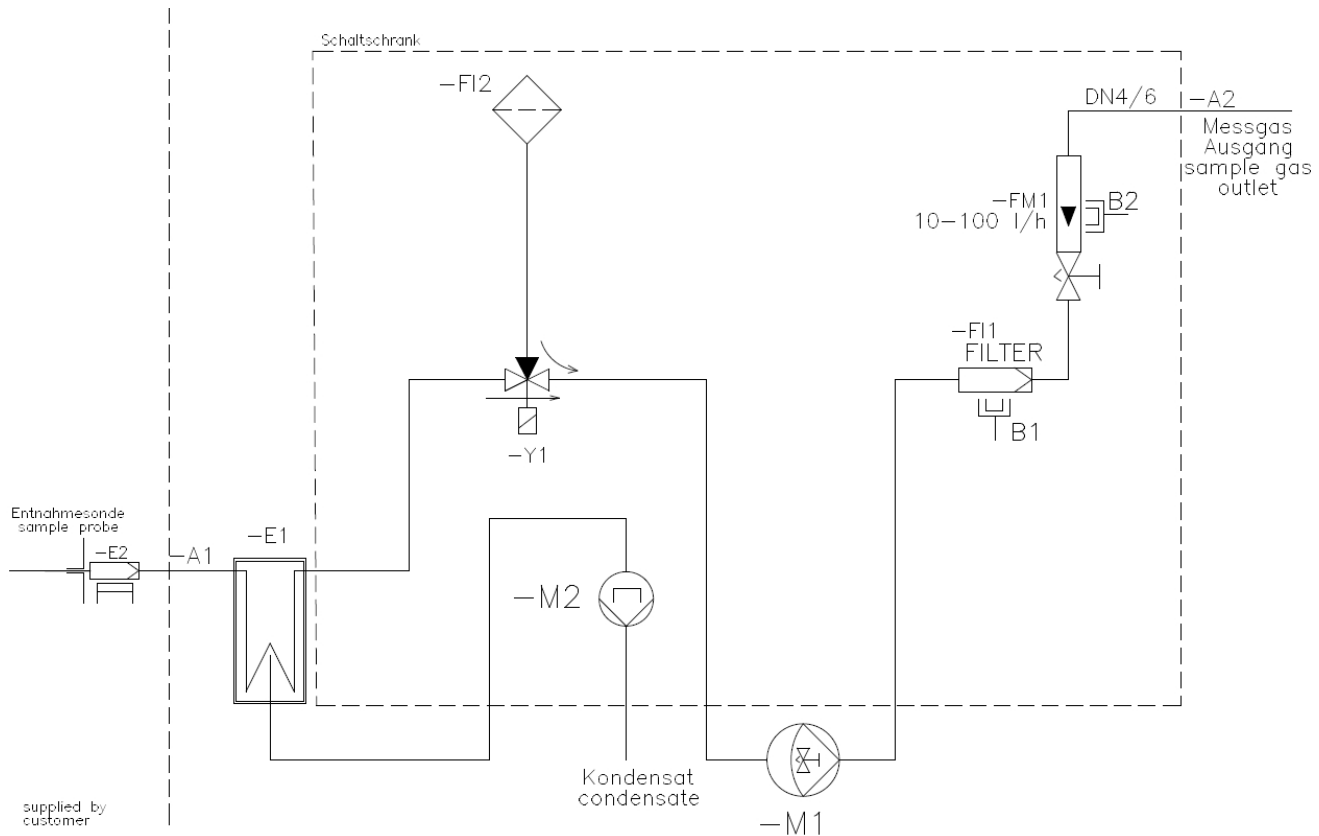 Schaltschrank
-FI2
DN4/6
-A2
Messgas
Ausgang
sample gas
outlet
-FM1
10-100 l/h
B2
-FI1
FILTER
B1
-Y1
Entnahmesonde
sample probe
-E2
-A1
-E1
-M2
Kondensat
condensate
-M1
supplied by
customer